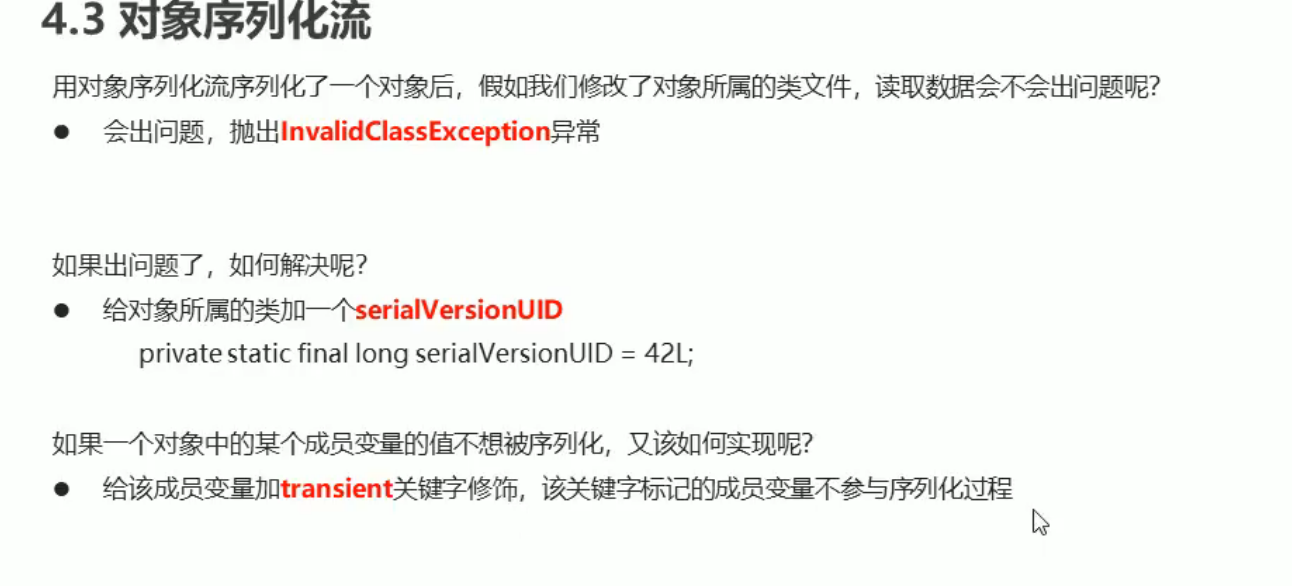 4.3 对象序列化流
用对象序列化流序列化了一个对象后，假如我们修改了对象所属的类文件，读取数据会不会出问题呢？
● 会出问题，抛出InvalidClassException异常
如果出问题了，如何解决呢？
● 给对象所属的类加一个serialVersionUID
private static final long serialVersionUID = 42L;
如果一个对象中的某个成员变量的值不想被序列化，又该如何实现呢？
● 给该成员变量加transient关键字修饰，该关键字标记的成员变量不参与序列化过程